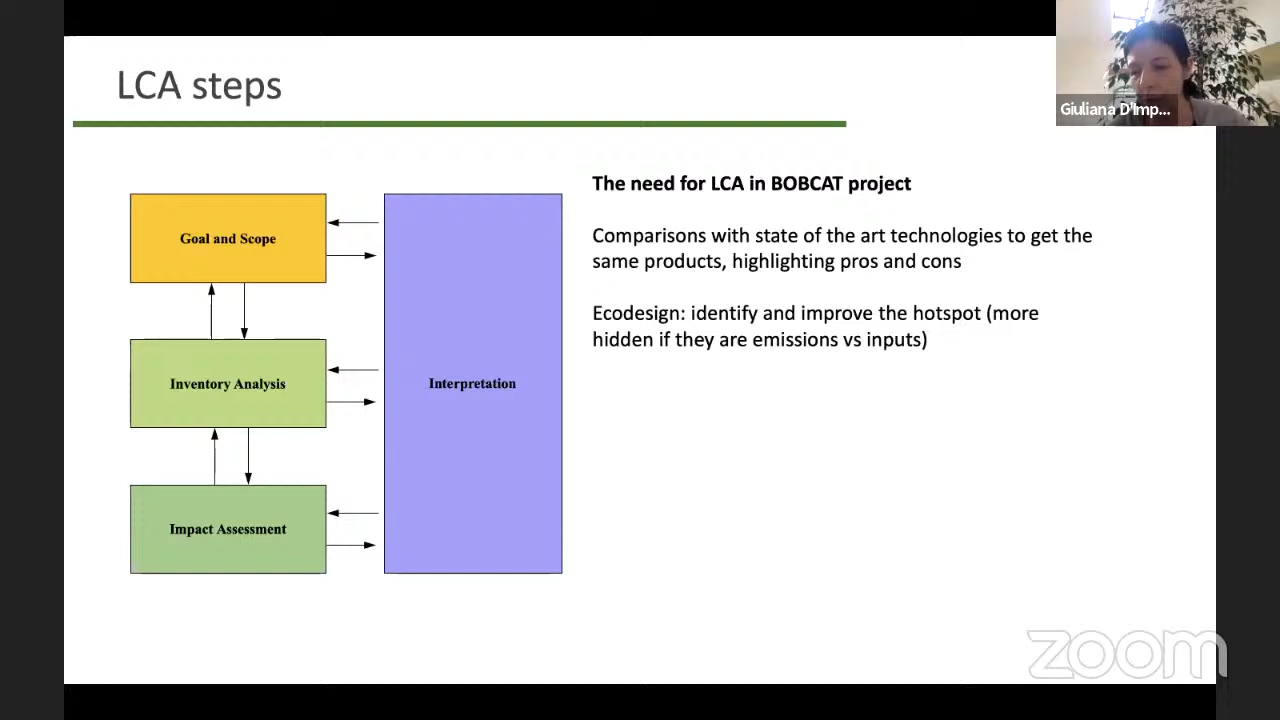 LCA steps
Giuliana D'Imp...
The need for LCA in BOBCAT project
Goal and Scope
Comparisons with state of the art technologies to get the
same products, highlighting pros and cons
Ecodesign: identify and improve the hotspot (more
hidden if they are emissions vs inputs)
Inventory Analysis
Interpretation
Impact Assessment
zoom